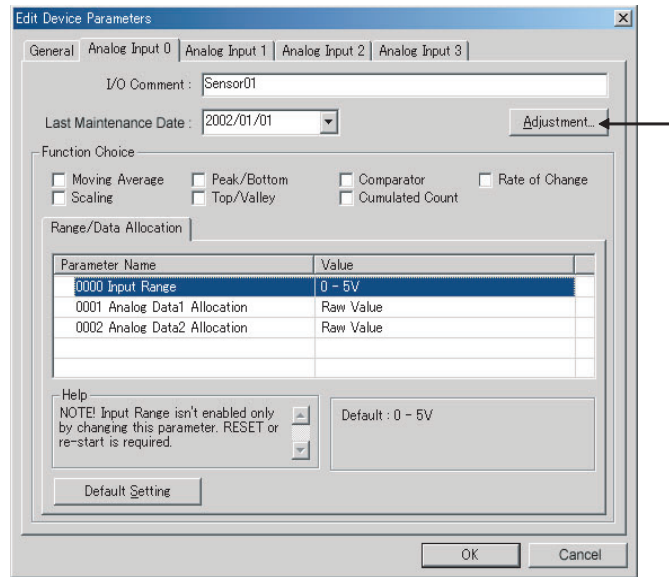 Edit Device Parameters
General Analog Input 0 Analog Input 1 Analog Input 2 Analog Input 3
I/O Comment : Sensor01
Last Maintenance Date : 2002/01/01 Adjustment...
Function Choice
Moving Average Peak/Bottom Comparator Rate of Change
Scaling Top/Valley Cumulated Count
Range/Data Allocation
Parameter Name Value
0000 Input Range 0 - 5V
0001 Analog Data1 Allocation Raw Value
0002 Analog Data2 Allocation Raw Value
Help
NOTE! Input Range isn't enabled only
by changing this parameter. RESET or
re-start is required.
Default : 0 - 5V
Default Setting
OK Cancel